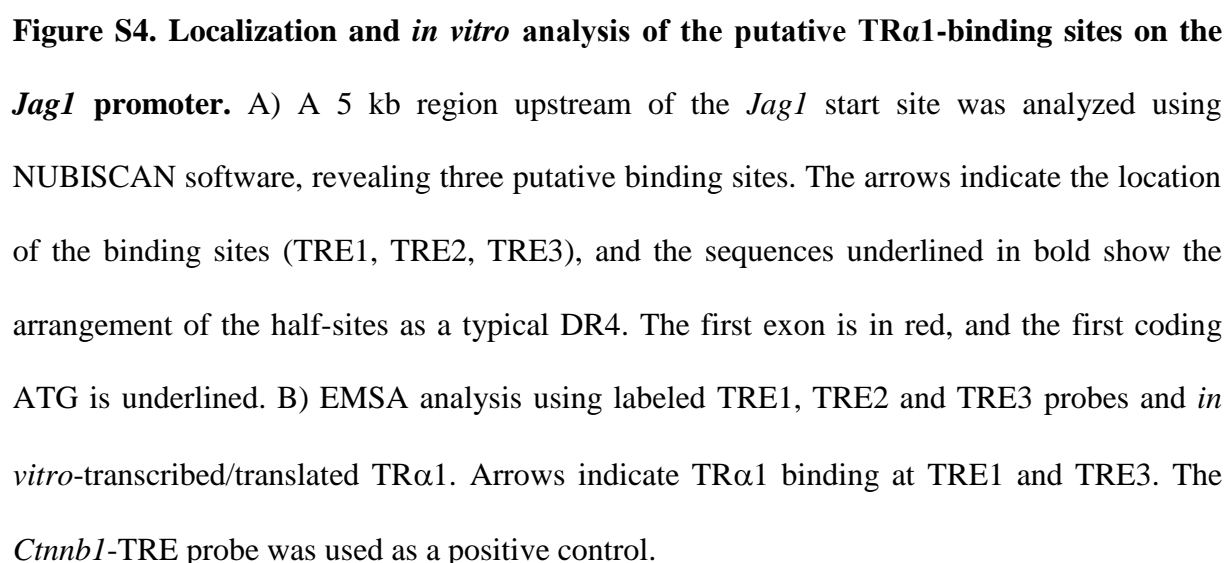 Figure S4. Localization and in vitro analysis of the putative TRα1-binding sites on the
Jag1 promoter. A) A 5 kb region upstream of the Jag1 start site was analyzed using
NUBISCAN software, revealing three putative binding sites. The arrows indicate the location
of the binding sites (TRE1, TRE2, TRE3), and the sequences underlined in bold show the
arrangement of the half-sites as a typical DR4. The first exon is in red, and the first coding
ATG is underlined. B) EMSA analysis using labeled TRE1, TRE2 and TRE3 probes and in
vitro-transcribed/translated TRα1. Arrows indicate TRα1 binding at TRE1 and TRE3. The
Ctnnb1-TRE probe was used as a positive control.